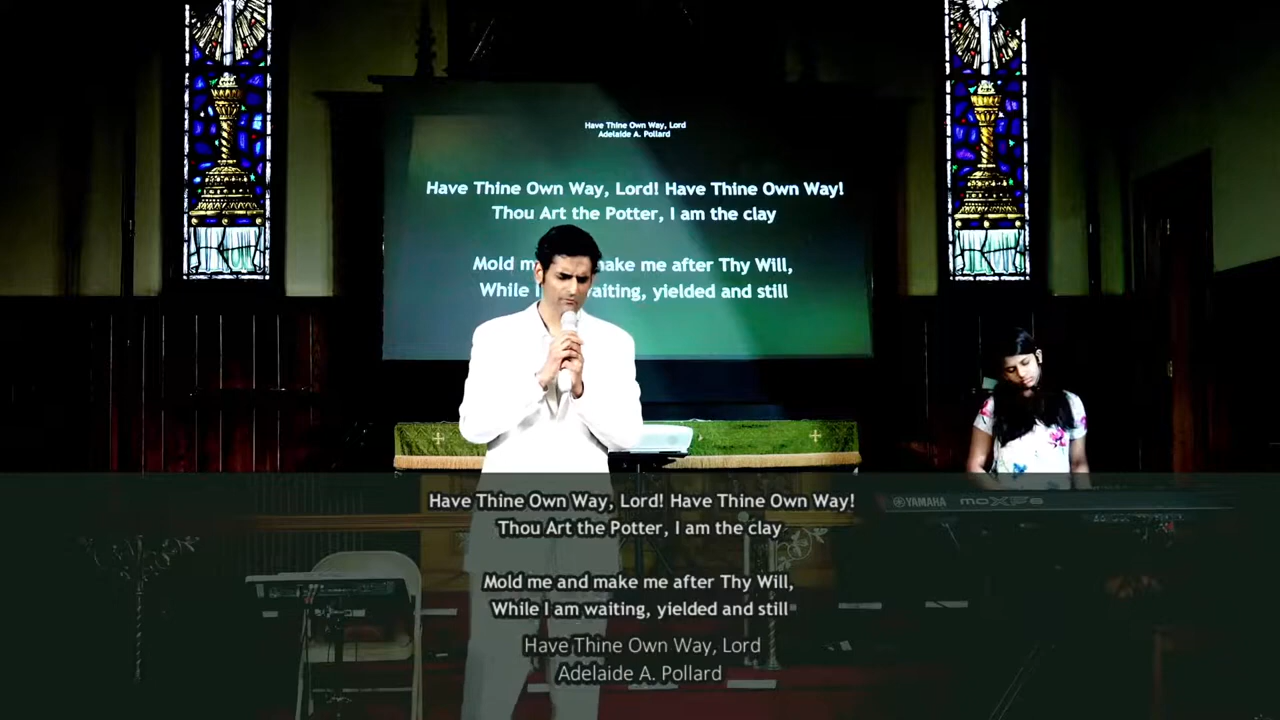 Have Thine Own Way, Lord
Adelaide A. Pollard
Have Thine Own Way, Lord! Have Thine Own Way!
Thou Art the Potter, I am the clay
Mold m ake me after Thy Will,
While I waiting, yielded and still
Have Thine Own Way, Lord! Have Thine Own Way!
Thou Art the Potter, I am the clay
Mold me and make me after Thy Will,
While I am waiting, yielded and still
Have Thine Own Way, Lord
Adelaide A. Pollard
YAMAHA MOXF8